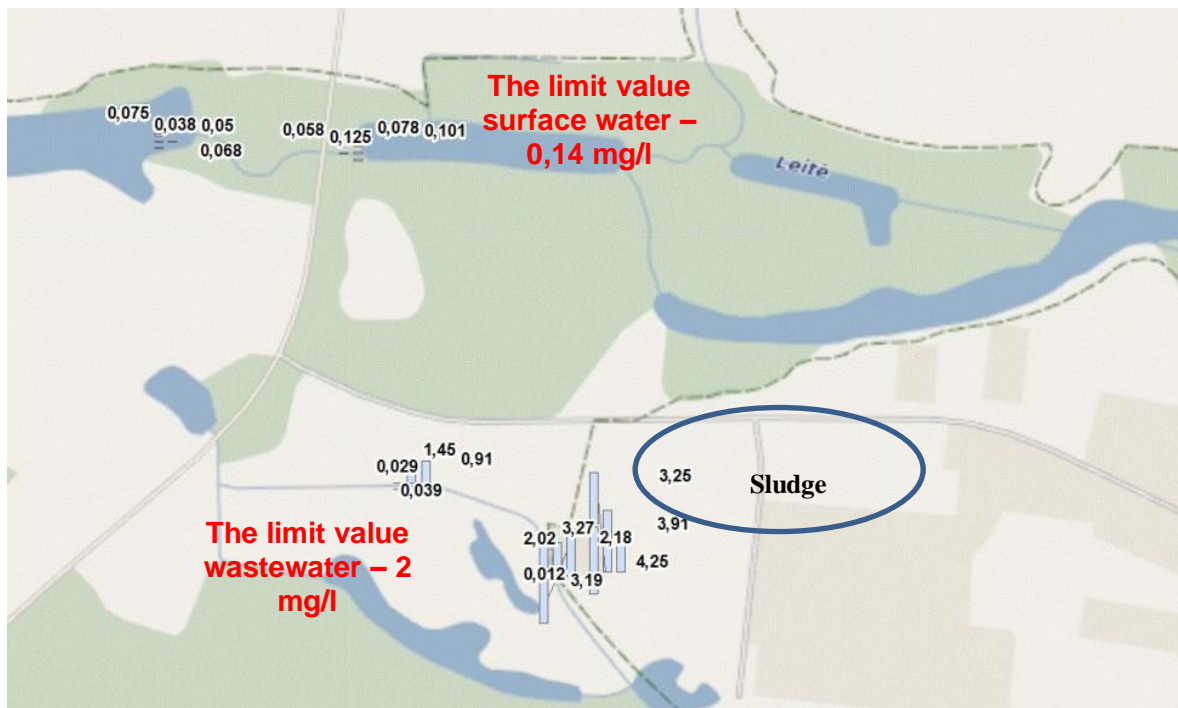 The limit value
surface water –
0,14 mg/l
0,075
0,038 0,05
0,068
0,058
0,125
0,078 0,101
Leitė
1,45
0,91
0,029
0,039
3,25
Sludge
3,91
The limit value
wastewater – 2
mg/l
2,02
3,27
2,18
4,25
0,012
3,19